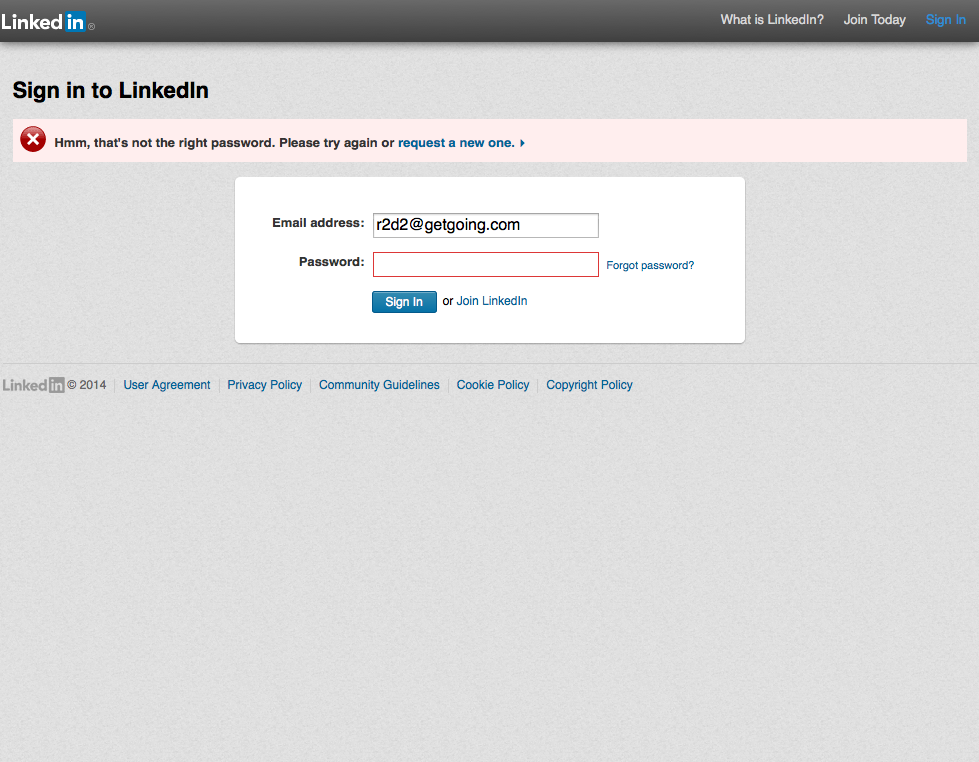 Linked in ®
What is LinkedIn? Join Today Sign In
Sign in to LinkedIn
Hmm, that's not the right password. Please try again or request a new one.
Email address: r2d2@getgoing.com
Password: Forgot password?
Sign In or Join LinkedIn
Linked in © 2014 User Agreement Privacy Policy Community Guidelines Cookie Policy Copyright Policy